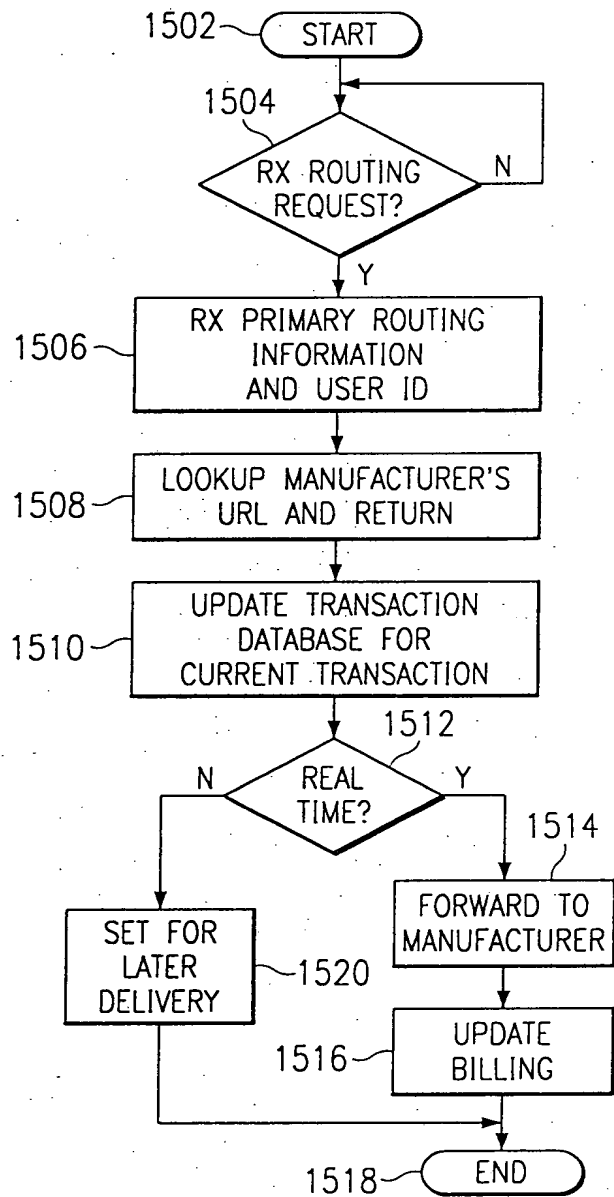 1502
START
1504
RX ROUTING
REQUEST?
N
Y
1506
RX PRIMARY ROUTING
INFORMATION
AND USER ID
1508
LOOKUP MANUFACTURER'S
URL AND RETURN
1510
UPDATE TRANSACTION
DATABASE FOR
CURRENT TRANSACTION
1512
N
REAL
TIME?
Y
1514
FORWARD TO
MANUFACTURER
SET FOR
LATER
DELIVERY
1520
1516
UPDATE
BILLING
1518
END